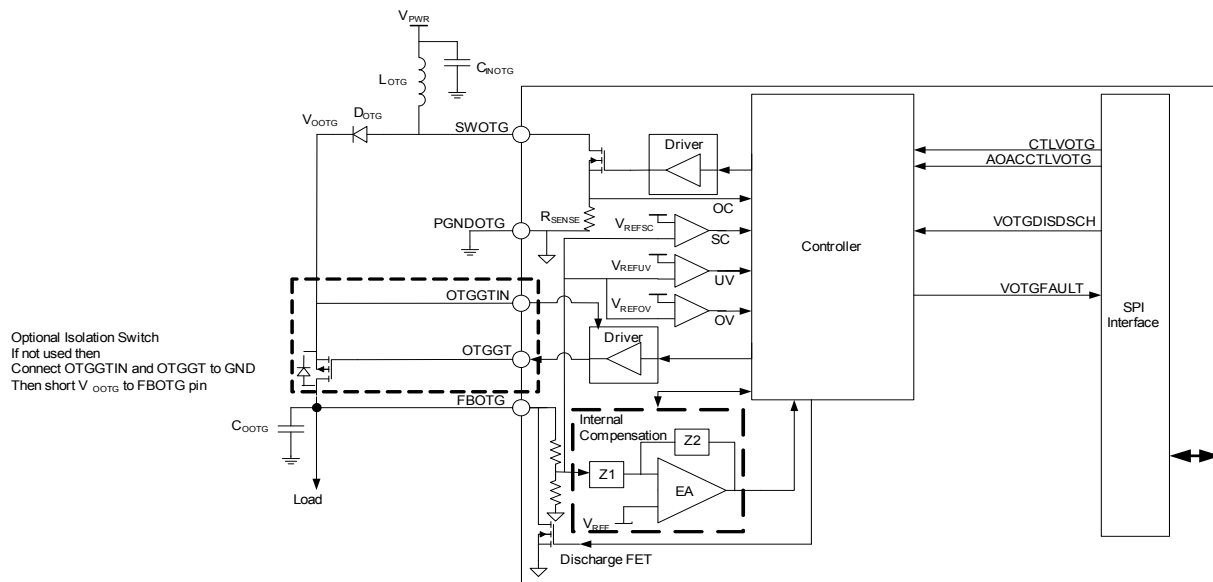 VPWR
CINOTG
LOTG
DOTG
VOOTG
SWOTG
Driver
CTLVOTG
AOACCTLVOTG
OC
RSENSE
PGNDOTG
VREFSC
SC
VOTGDISDSCH
Controller
VREFUV
UV
OTGGTIN
VREFOV
OV
VOTGFAULT
SPI
Interface
Optional Isolation Switch
If not used then
Connect OTGGTIN and OTGGT to GND
Then short V OOTG to FBOTG pin
Driver
OTGGT
FBOTG
COOTG
Internal
Compensation
Z2
Z1
EA
Load
VREF
Discharge FET